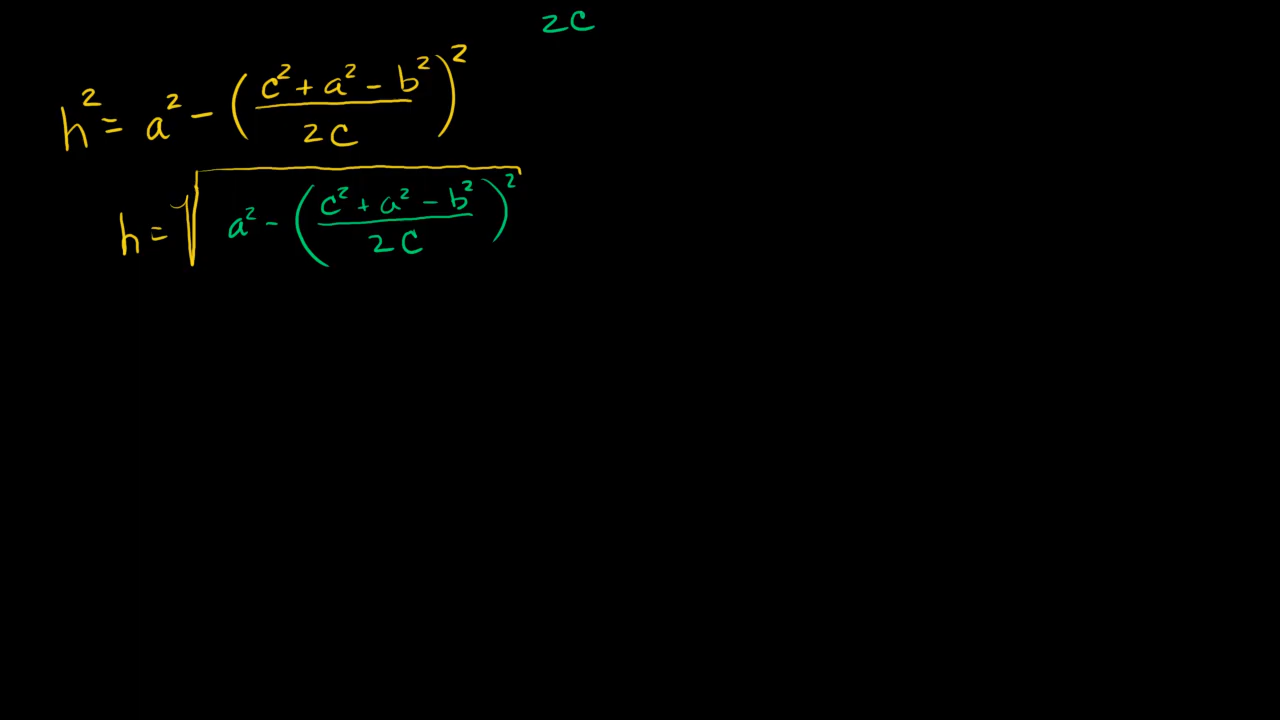 2c
h² = a² - ((c² + a² - b²)/2c)²
h = √(a² - ((c² + a² - b²)/2c)²)